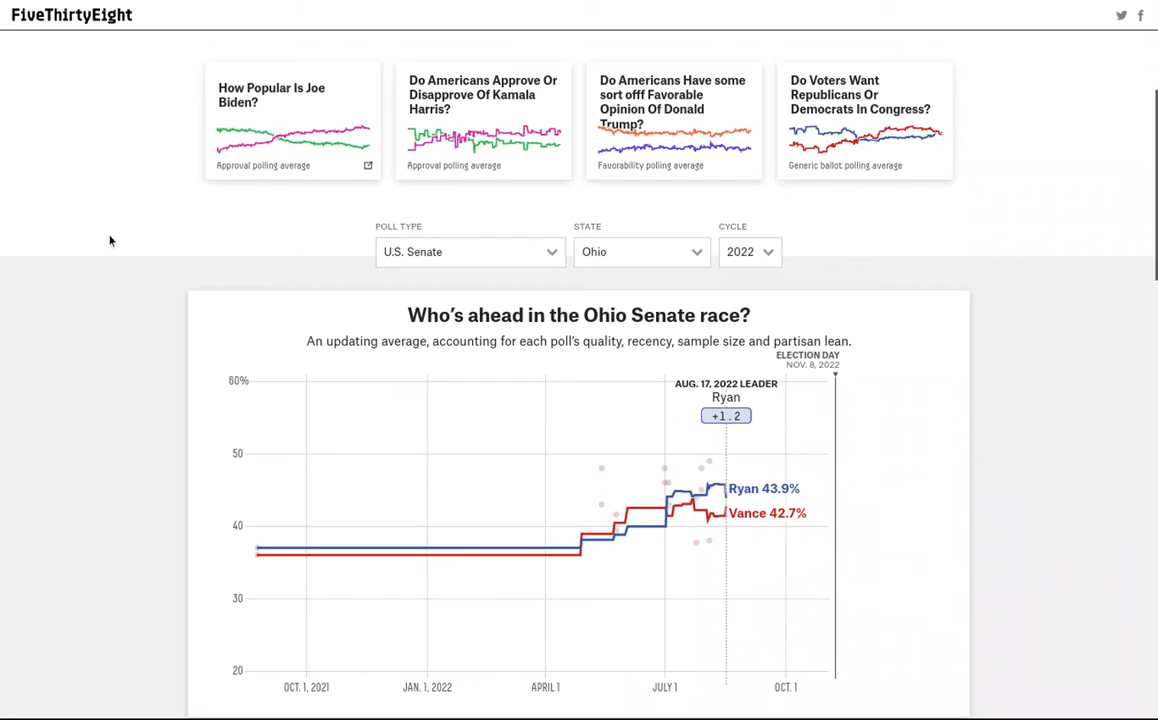 FiveThirtyEight
How Popular Is Joe
Biden?
Approval polling average
Do Americans Approve Or
Disapprove Of Kamala
Harris?
Approval polling average
Do Americans Have some
sort offf Favorable
Opinion Of Donald
Trump?
Favorability polling average
Do Voters Want
Republicans Or
Democrats In Congress?
Generic ballot polling average
POLL TYPE
U.S. Senate
STATE
Ohio
CYCLE
2022
Who's ahead in the Ohio Senate race?
An updating average, accounting for each poll's quality, recency, sample size and partisan lean.
ELECTION DAY
NOV. 8, 2022
60%
AUG. 17, 2022 LEADER
Ryan
+1.2
50
Ryan 43.9%
Vance 42.7%
40
30
20
OCT. 1, 2021
JAN. 1, 2022
APRIL 1
JULY 1
OCT. 1